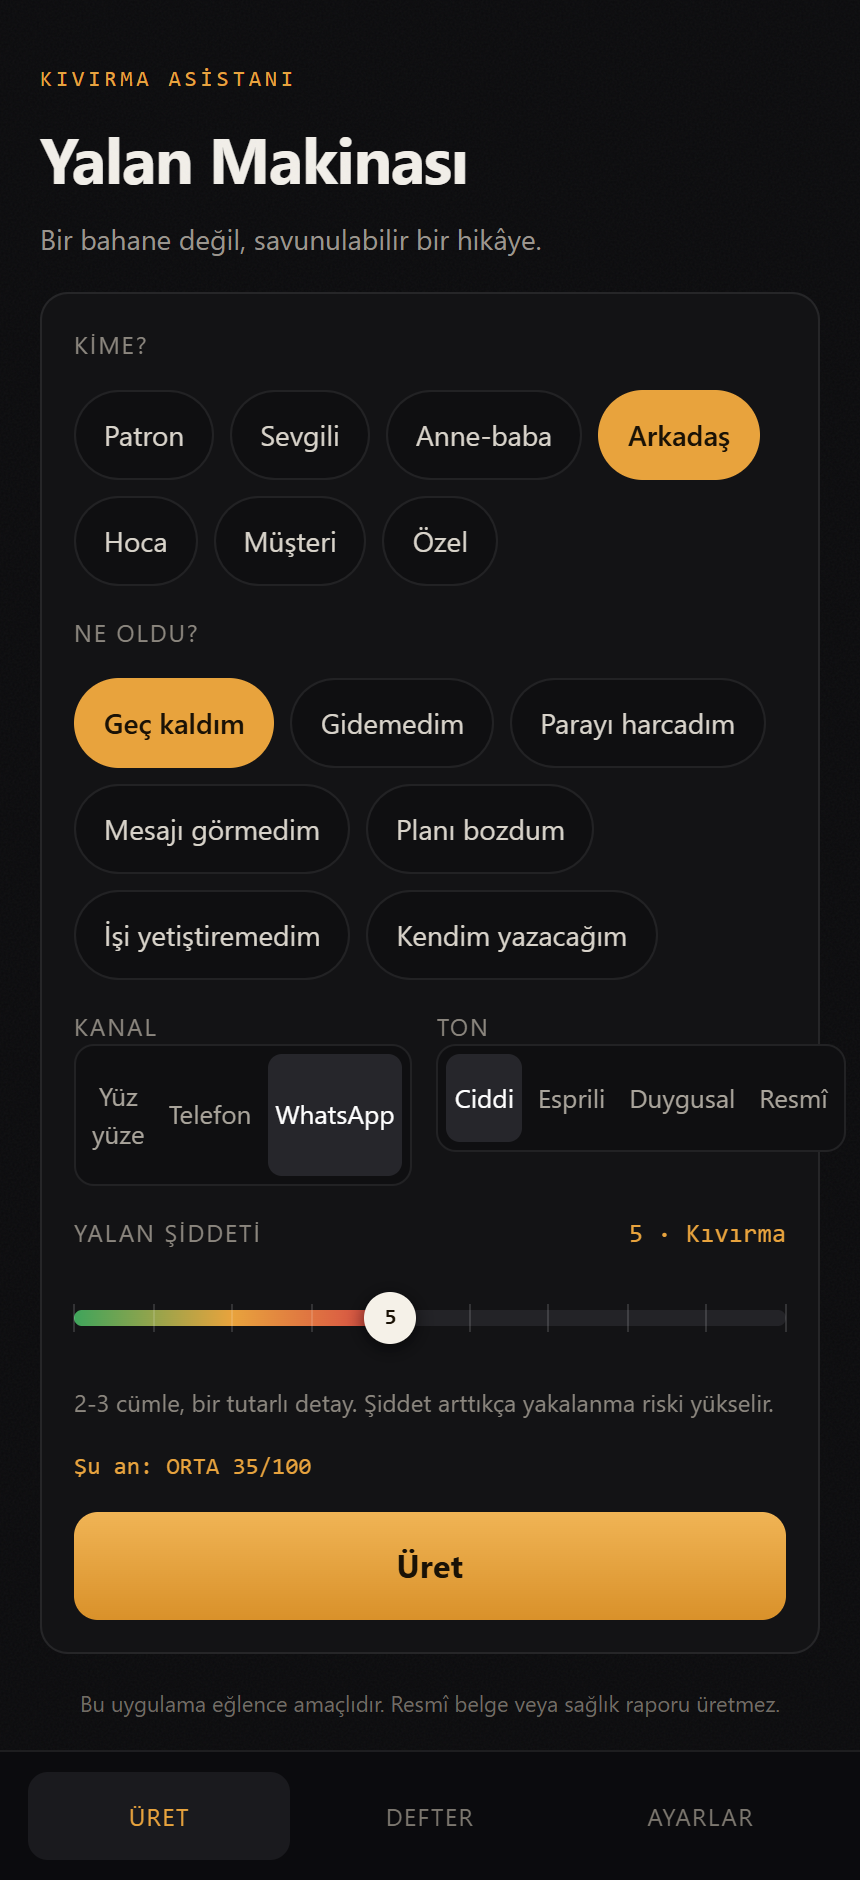 KIVIRMA ASİSTANI
Yalan Makinası
Bir bahane değil, savunulabilir bir hikâye.
KİME?
Patron Sevgili Anne-baba Arkadaş
Hoca Müşteri Özel
NE OLDU?
Geç kaldım Gidemedim Parayı harcadım
Mesajı görmedim Planı bozdum
İşi yetiştiremedim Kendim yazacağım
KANAL
Yüz
yüze
Telefon
WhatsApp
TON
Ciddi Esprili Duygusal Resmî
YALAN ŞİDDETİ 5 · Kıvırma
5
2-3 cümle, bir tutarlı detay. Şiddet arttıkça yakalanma riski yükselir.
Şu an: ORTA 35/100
Üret
Bu uygulama eğlence amaçlıdır. Resmî belge veya sağlık raporu üretmez.
ÜRET DEFTER AYARLAR